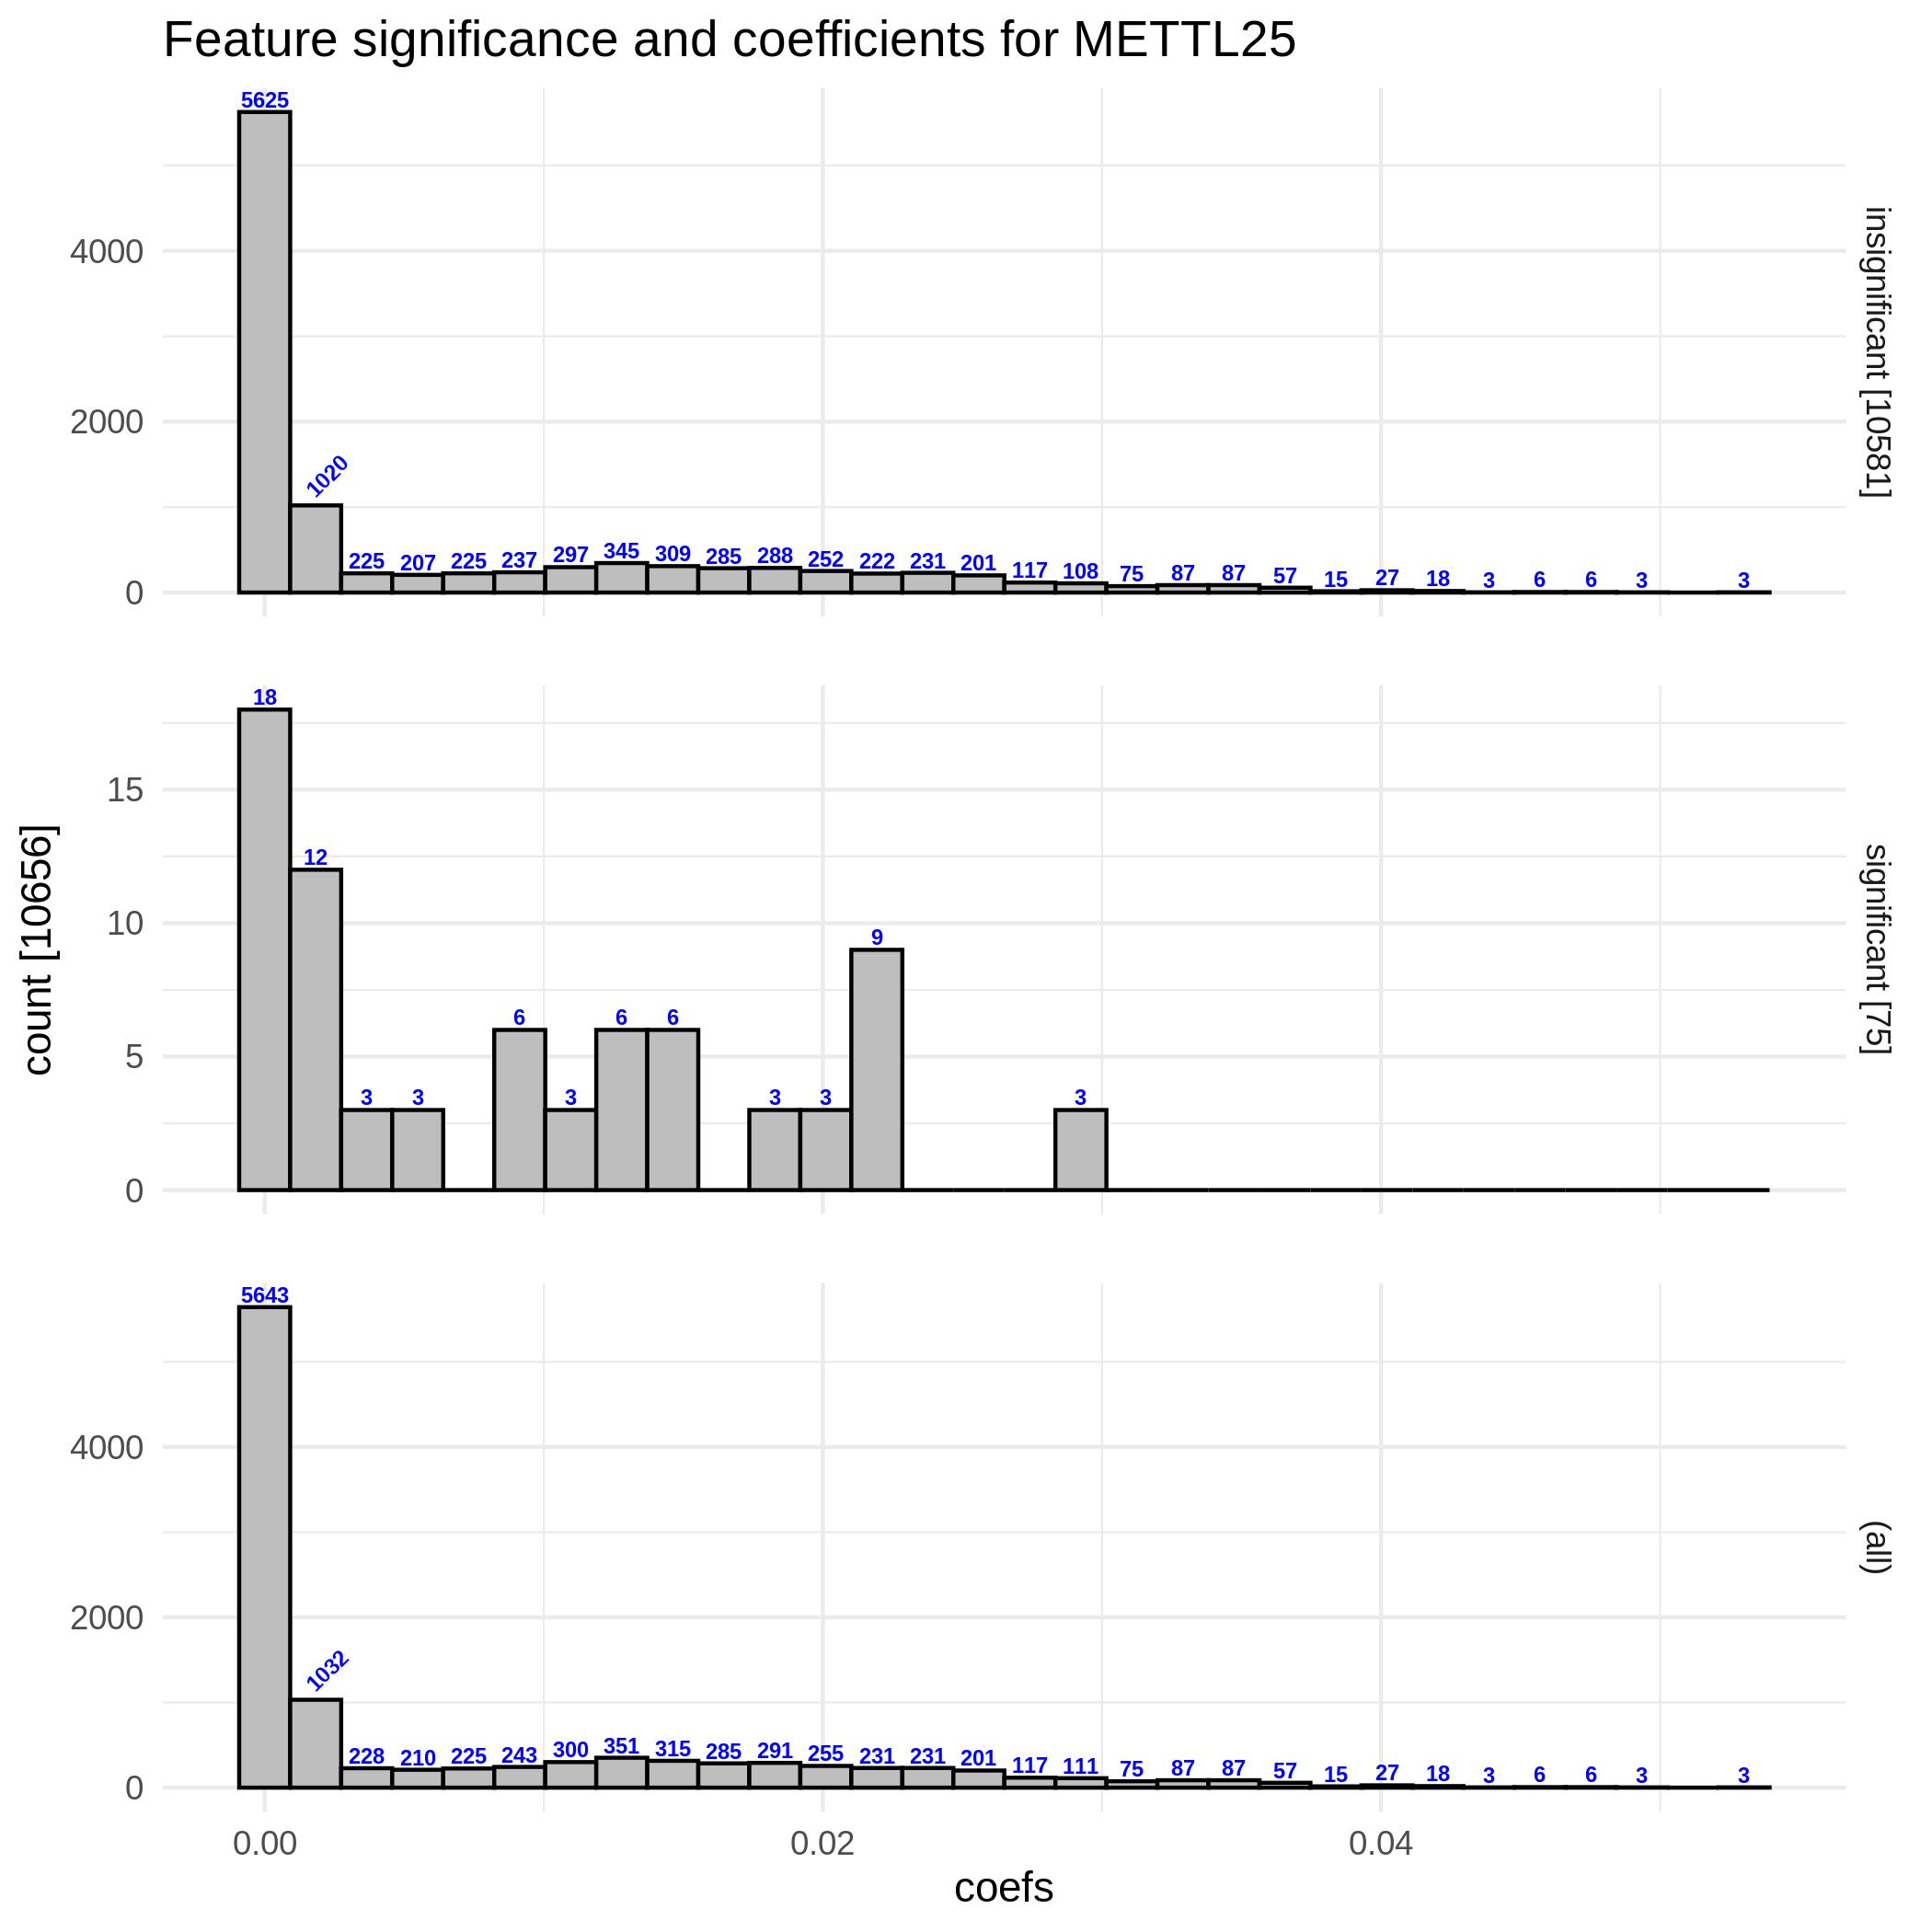 Feature significance and coefficients for METTL25
count [10656]
5625
1020
225 207 225 237 297 345 309 285 288 252 222 231 201 117 108 75 87 87 57 15 27 18 3 6 6 3 3
4000
2000
0
insignificant [10581]
18
12
3 3 6 3 6 6 3 3 9 3
15
10
5
0
significant [75]
5643
1032
228 210 225 243 300 351 315 285 291 255 231 231 201 117 111 75 87 87 57 15 27 18 3 6 6 3 3
4000
2000
0
(all)
0.00 0.02 0.04
coefs